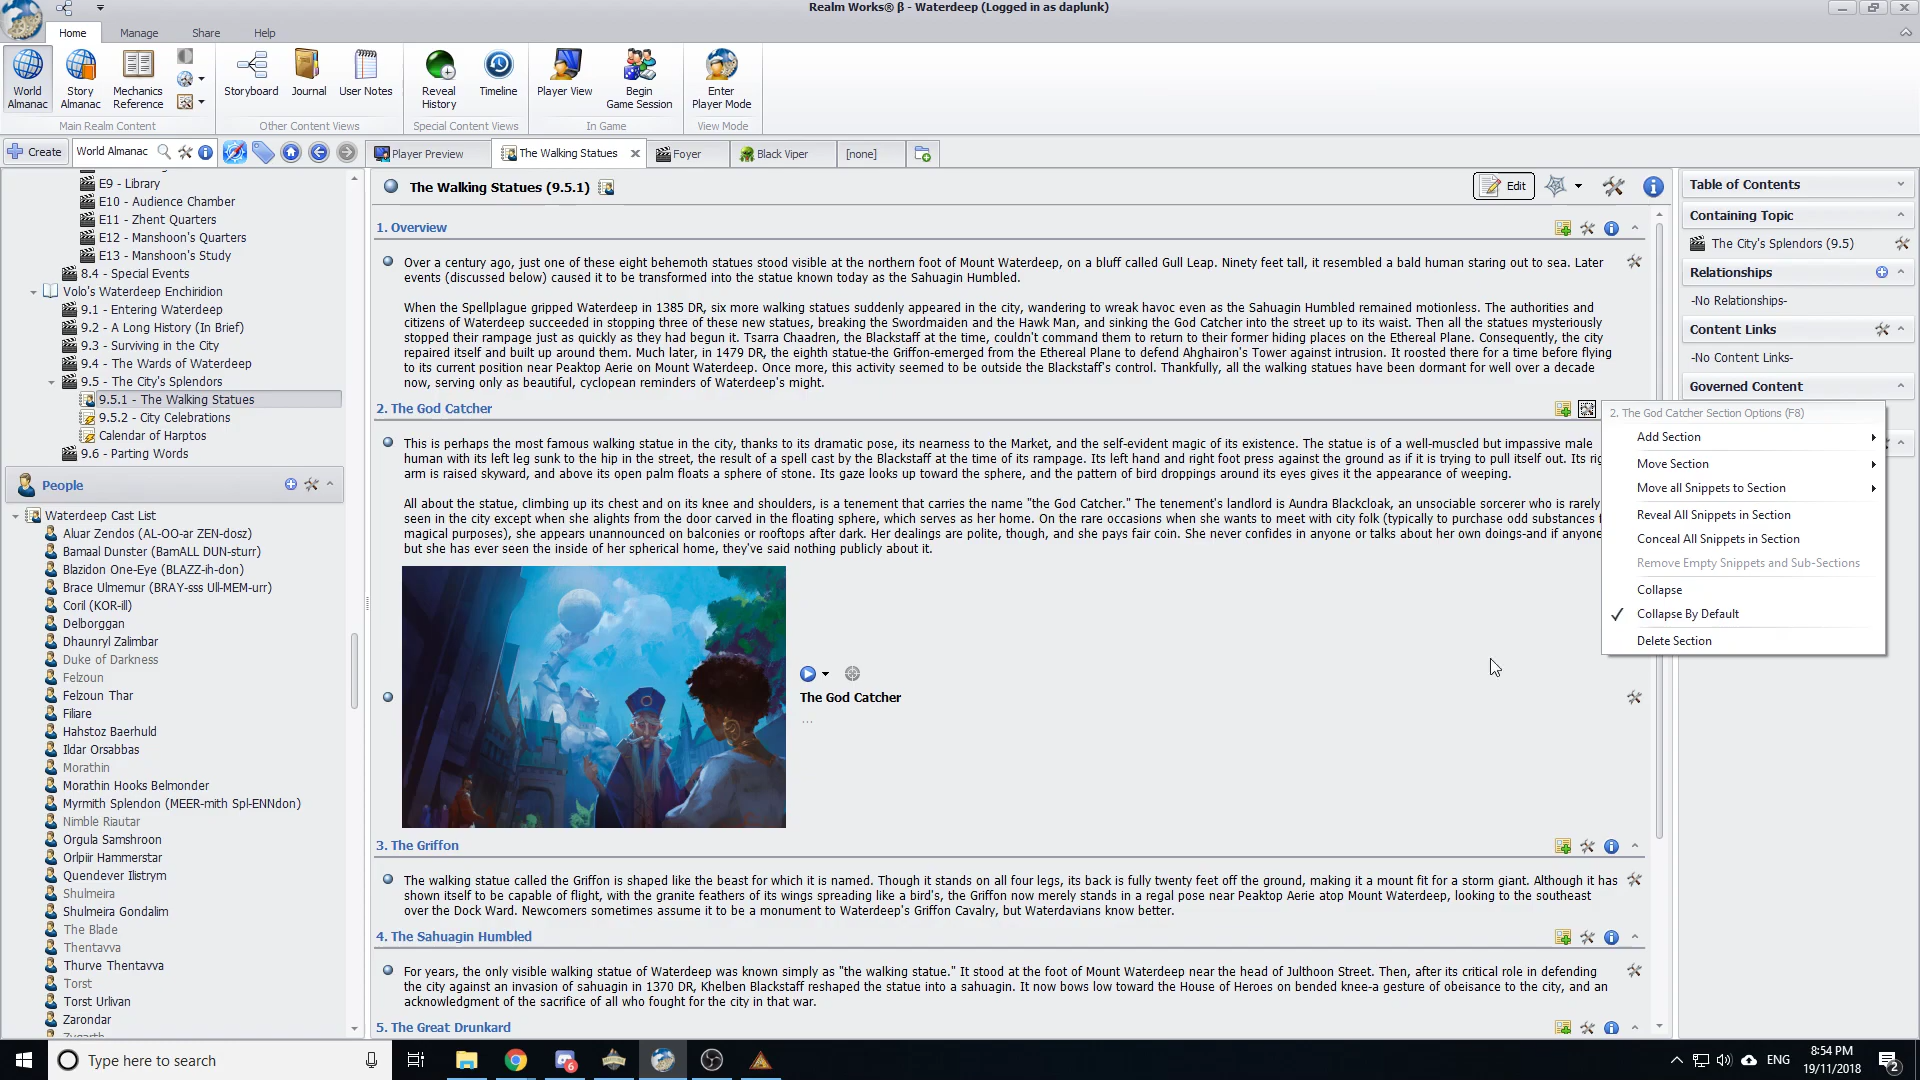 Realm Works® β - Waterdeep (Logged in as daplunk)
Home
Manage
Share
Help
World Almanac
Story Almanac
Mechanics Reference
Storyboard
Journal
User Notes
Reveal History
Timeline
Player View
Begin Game Session
Enter Player Mode
Main Realm Content
Other Content Views
Special Content Views
In Game
View Mode
Create
World Almanac
Player Preview
The Walking Statues
Foyer
Black Viper
[none]
E9 - Library
E10 - Audience Chamber
E11 - Zhent Quarters
E12 - Manshoon's Quarters
E13 - Manshoon's Study
8.4 - Special Events
Volo's Waterdeep Enchiridion
9.1 - Entering Waterdeep
9.2 - A Long History (In Brief)
9.3 - Surviving in the City
9.4 - The Wards of Waterdeep
9.5 - The City's Splendors
9.5.1 - The Walking Statues
9.5.2 - City Celebrations
Calendar of Harptos
9.6 - Parting Words
People
Waterdeep Cast List
Aluar Zendos (AL-OO-ar ZEN-dosz)
Bamaal Dunster (BamALL DUN-sturr)
Blazidon One-Eye (BLAZZ-ih-don)
Brace Ulmemur (BRAY-sss Ull-MEM-urr)
Coril (KOR-ill)
Delborggan
Dhaunryl Zalimbar
Duke of Darkness
Felzoun
Felzoun Thar
Filiare
Hahstoz Baerhuld
Ildar Orsabbas
Morathin
Morathin Hooks Belmonder
Myrmith Splendon (MEER-mith Spl-ENNdon)
Nimble Riautar
Orgula Samshroon
Orlpiir Hammerstar
Quendever Ilistrym
Shulmeira
Shulmeira Gondalim
The Blade
Thentavva
Thurve Thentavva
Torst
Torst Urlivan
Zarondar
The Walking Statues (9.5.1)
Edit
1. Overview
Over a century ago, just one of these eight behemoth statues stood visible at the northern foot of Mount Waterdeep, on a bluff called Gull Leap. Ninety feet tall, it resembled a bald human staring out to sea. Later
events (discussed below) caused it to be transformed into the statue known today as the Sahuagin Humbled.
When the Spellplague gripped Waterdeep in 1385 DR, six more walking statues suddenly appeared in the city, wandering to wreak havoc even as the Sahuagin Humbled remained motionless. The authorities and
citizens of Waterdeep succeeded in stopping three of these new statues, breaking the Swordmaiden and the Hawk Man, and sinking the God Catcher into the street up to its waist. Then all the statues mysteriously
stopped their rampage just as quickly as they had begun it. Tsarra Chaadren, the Blackstaff at the time, couldn't command them to return to their former hiding places on the Ethereal Plane. Consequently, the city
repaired itself and built up around them. Much later, in 1479 DR, the eighth statue-the Griffon-emerged from the Ethereal Plane to defend Ahghairon's Tower against intrusion. It roosted there for a time before flying
to its current position near Peaktop Aerie on Mount Waterdeep. Once more, this activity seemed to be outside the Blackstaff's control. Thankfully, all the walking statues have been dormant for well over a decade
now, serving only as beautiful, cyclopean reminders of Waterdeep's might.
2. The God Catcher
This is perhaps the most famous walking statue in the city, thanks to its dramatic pose, its nearness to the Market, and the self-evident magic of its existence. The statue is of a well-muscled but impassive male
human with its left leg sunk to the hip in the street, the result of a spell cast by the Blackstaff at the time of its rampage. Its left hand and right foot press against the ground as if it is trying to pull itself out. Its rig
arm is raised skyward, and above its open palm floats a sphere of stone. Its gaze looks up toward the sphere, and the pattern of bird droppings around its eyes gives it the appearance of weeping.
All about the statue, climbing up its chest and on its knee and shoulders, is a tenement that carries the name "the God Catcher." The tenement's landlord is Aundra Blackcloak, an unsociable sorcerer who is rarely
seen in the city except when she alights from the door carved in the floating sphere, which serves as her home. On the rare occasions when she wants to meet with city folk (typically to purchase odd substances f
magical purposes), she appears unannounced on balconies or rooftops after dark. Her dealings are polite, though, and she pays fair coin. She never confides in anyone or talks about her own doings-and if anyone
but she has ever seen the inside of her spherical home, they've said nothing publicly about it.
The God Catcher
...
3. The Griffon
The walking statue called the Griffon is shaped like the beast for which it is named. Though it stands on all four legs, its back is fully twenty feet off the ground, making it a mount fit for a storm giant. Although it has
shown itself to be capable of flight, with the granite feathers of its wings spreading like a bird's, the Griffon now merely stands in a regal pose near Peaktop Aerie atop Mount Waterdeep, looking to the southeast
over the Dock Ward. Newcomers sometimes assume it to be a monument to Waterdeep's Griffon Cavalry, but Waterdavians know better.
4. The Sahuagin Humbled
For years, the only visible walking statue of Waterdeep was known simply as "the walking statue." It stood at the foot of Mount Waterdeep near the head of Julthoon Street. Then, after its critical role in defending
the city against an invasion of sahuagin in 1370 DR, Khelben Blackstaff reshaped the statue into a sahuagin. It now bows low toward the House of Heroes on bended knee-a gesture of obeisance to the city, and an
acknowledgment of the sacrifice of all who fought for the city in that war.
5. The Great Drunkard
Table of Contents
Containing Topic
The City's Splendors (9.5)
Relationships
-No Relationships-
Content Links
-No Content Links-
Governed Content
2. The God Catcher Section Options (F8)
Add Section
Move Section
Move all Snippets to Section
Reveal All Snippets in Section
Conceal All Snippets in Section
Remove Empty Snippets and Sub-Sections
Collapse
Collapse By Default
Delete Section
Type here to search
6
ENG
8:54 PM
19/11/2018
2